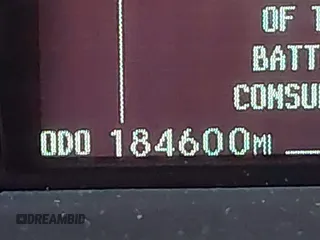 OF
BATT
CONSU
ODO 184600MI
DREAMBID